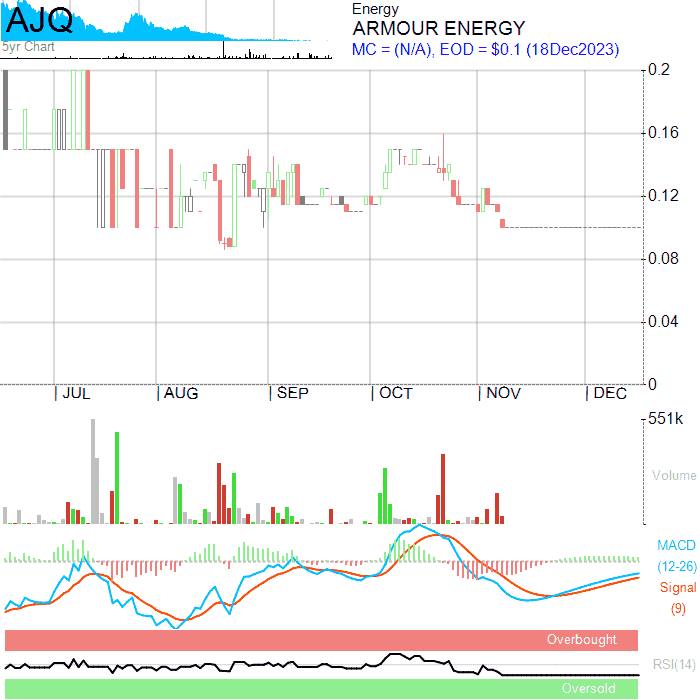 AJQ
5yr Chart
Energy
ARMOUR ENERGY
MC = (N/A), EOD = $0.1 (18Dec2023)
0.2
0.16
0.12
0.08
0.04
0
JUL AUG SEP OCT NOV DEC
551k
Volume
MACD
(12-26)
Signal
(9)
Overbought
RSI(14)
Oversold